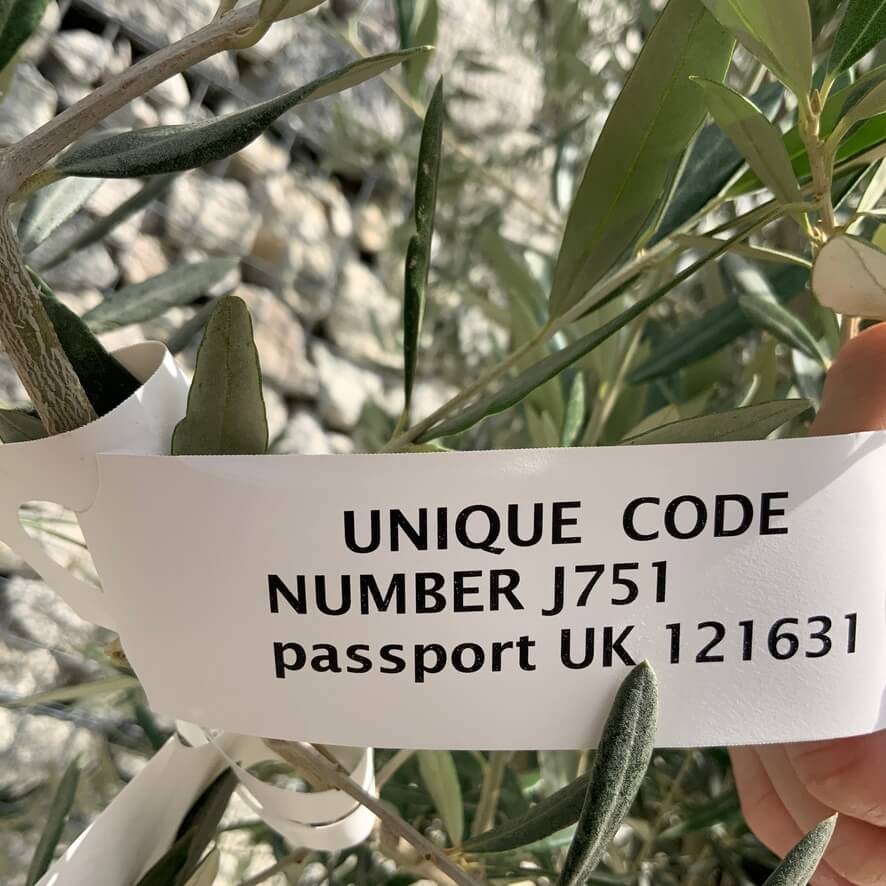 UNIQUE CODE
NUMBER J751
passport UK 121631